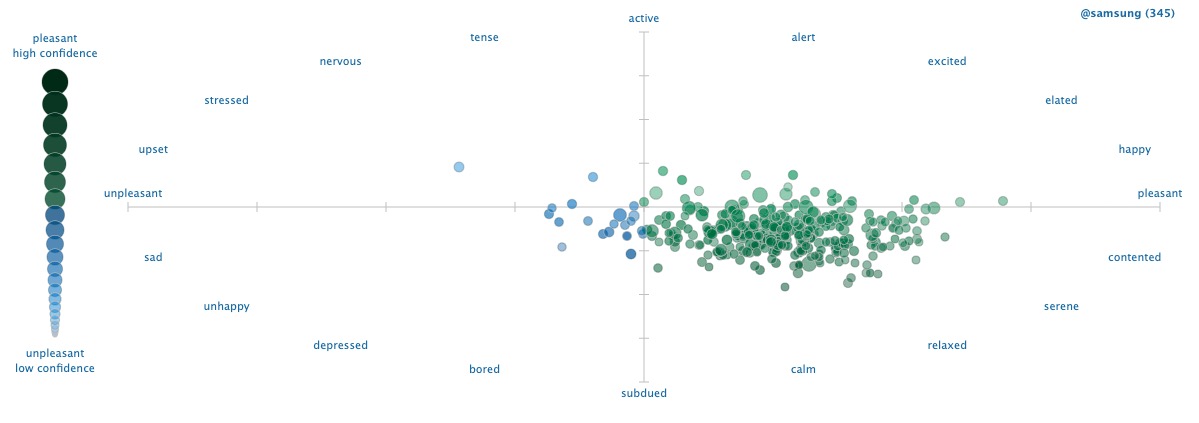 @samsung (345)
active
tense
alert
pleasant
high confidence
nervous
excited
stressed
elated
upset
happy
unpleasant
pleasant
sad
contented
unhappy
serene
depressed
relaxed
unpleasant
low confidence
bored
calm
subdued